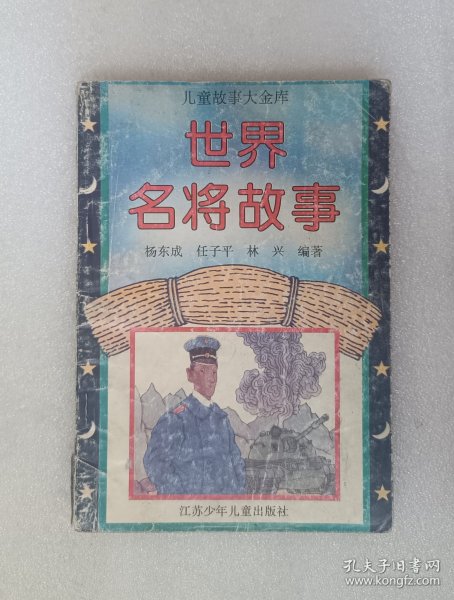 儿童故事大金库
世界
名将故事
杨东成 任子平 林兴 编著
江苏少年儿童出版社
孔夫子旧书网
www.kongfz.com